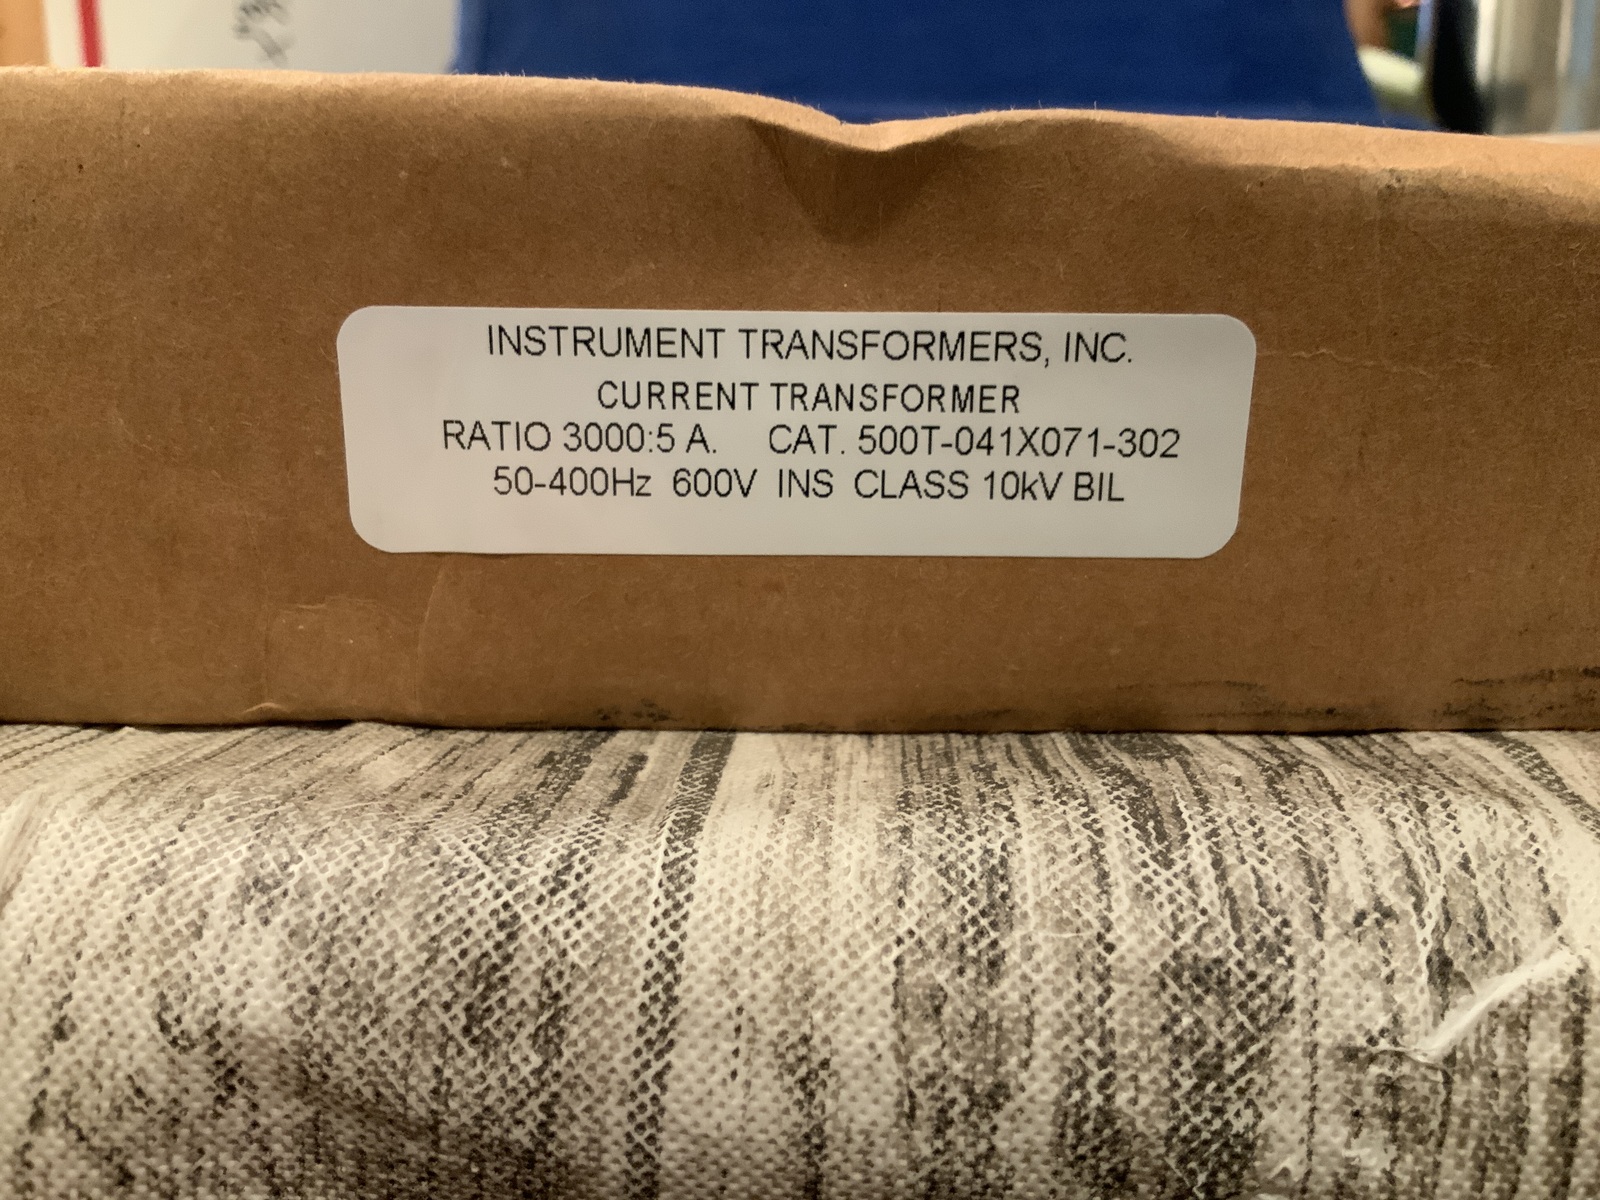 INSTRUMENT TRANSFORMERS, INC.
CURRENT TRANSFORMER
RATIO 3000:5 A. CAT. 500T-041X071-302
50-400Hz 600V INS CLASS 10kV BIL